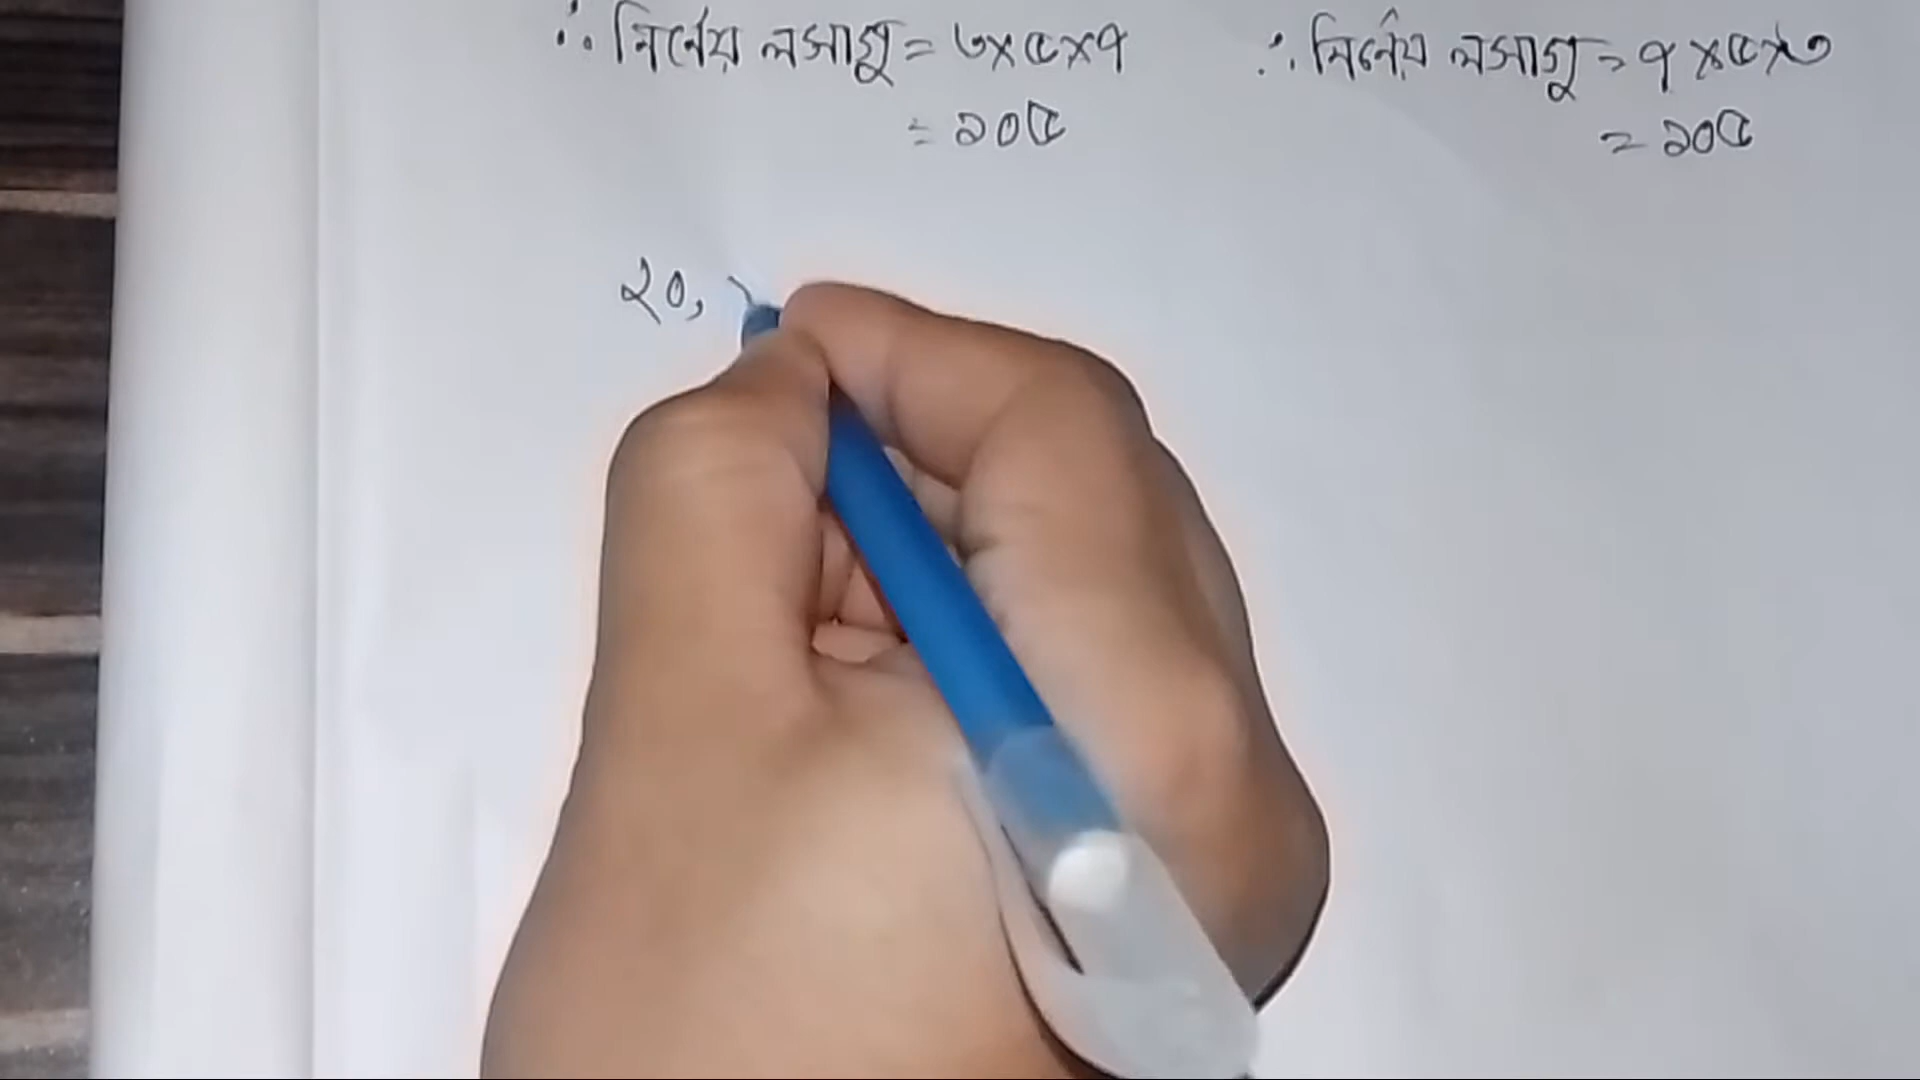 ∴ নির্নেয় লসাগু = ৩×৫×৭
= ১০৫
∴ নির্নেয় লসাগু = ৭×৫×৩
= ১০৫
২০,